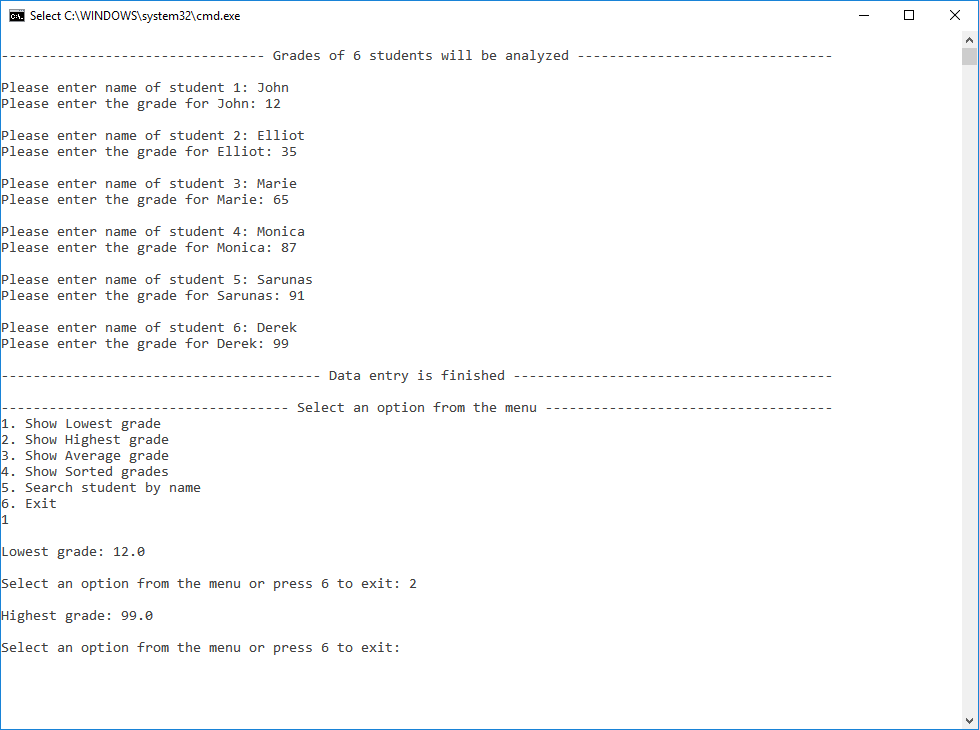 Select C:\WINDOWS\system32\cmd.exe
--------------------------------- Grades of 6 students will be analyzed --------------------------------
Please enter name of student 1: John
Please enter the grade for John: 12
Please enter name of student 2: Elliot
Please enter the grade for Elliot: 35
Please enter name of student 3: Marie
Please enter the grade for Marie: 65
Please enter name of student 4: Monica
Please enter the grade for Monica: 87
Please enter name of student 5: Sarunas
Please enter the grade for Sarunas: 91
Please enter name of student 6: Derek
Please enter the grade for Derek: 99
---------------------------------------- Data entry is finished ----------------------------------------
------------------------------------ Select an option from the menu ------------------------------------
1. Show Lowest grade
2. Show Highest grade
3. Show Average grade
4. Show Sorted grades
5. Search student by name
6. Exit
1
Lowest grade: 12.0
Select an option from the menu or press 6 to exit: 2
Highest grade: 99.0
Select an option from the menu or press 6 to exit: